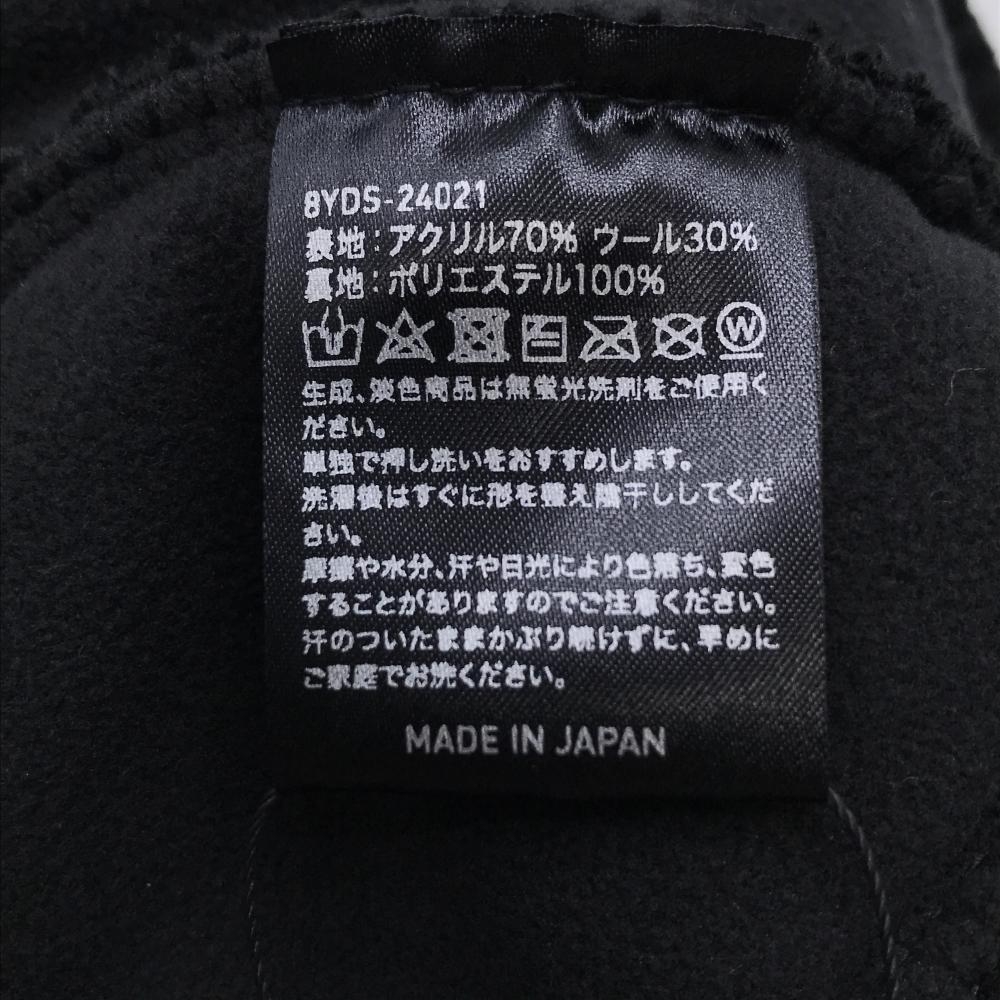 8YDS-24021
表地:アクリル70% ウール30%
裏地:ポリエステル100%
W
生成、淡色商品は無蛍光洗剤をご使用く
ださい。
単独で押し洗いをおすすめします。
洗濯後はすぐに形を整え陰干ししてくだ
さい。
摩擦や水分、汗や日光により色落ち、変色
することがありますのでご注意ください。
汗のついたままかぶり続けずに、早めに
ご家庭でお洗ください。
MADE IN JAPAN